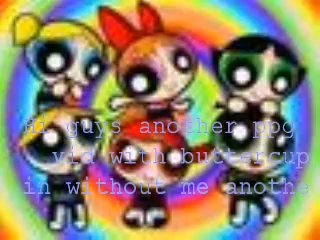 Hi guys another ppg
vid with buttercup
in without me anothe